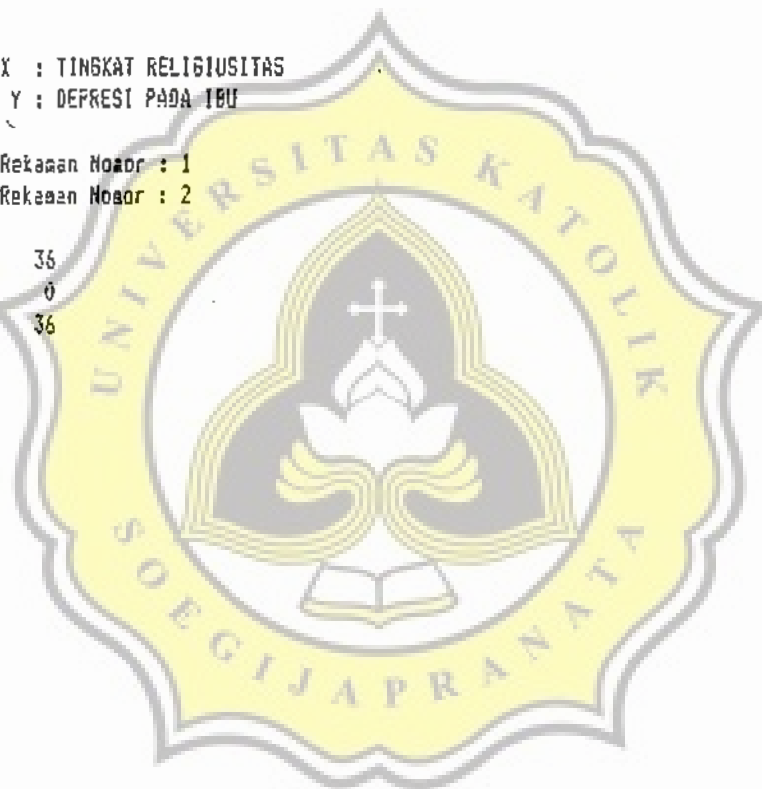 X : TINGKAT RELIGIUSITAS
Y : DEPRESI PADA IBU
Rekaman Nomor : 1
Rekaman Nomor : 2
36
0
36
UNIVERSITAS KATOLIK
SOEGIJAPRANATA